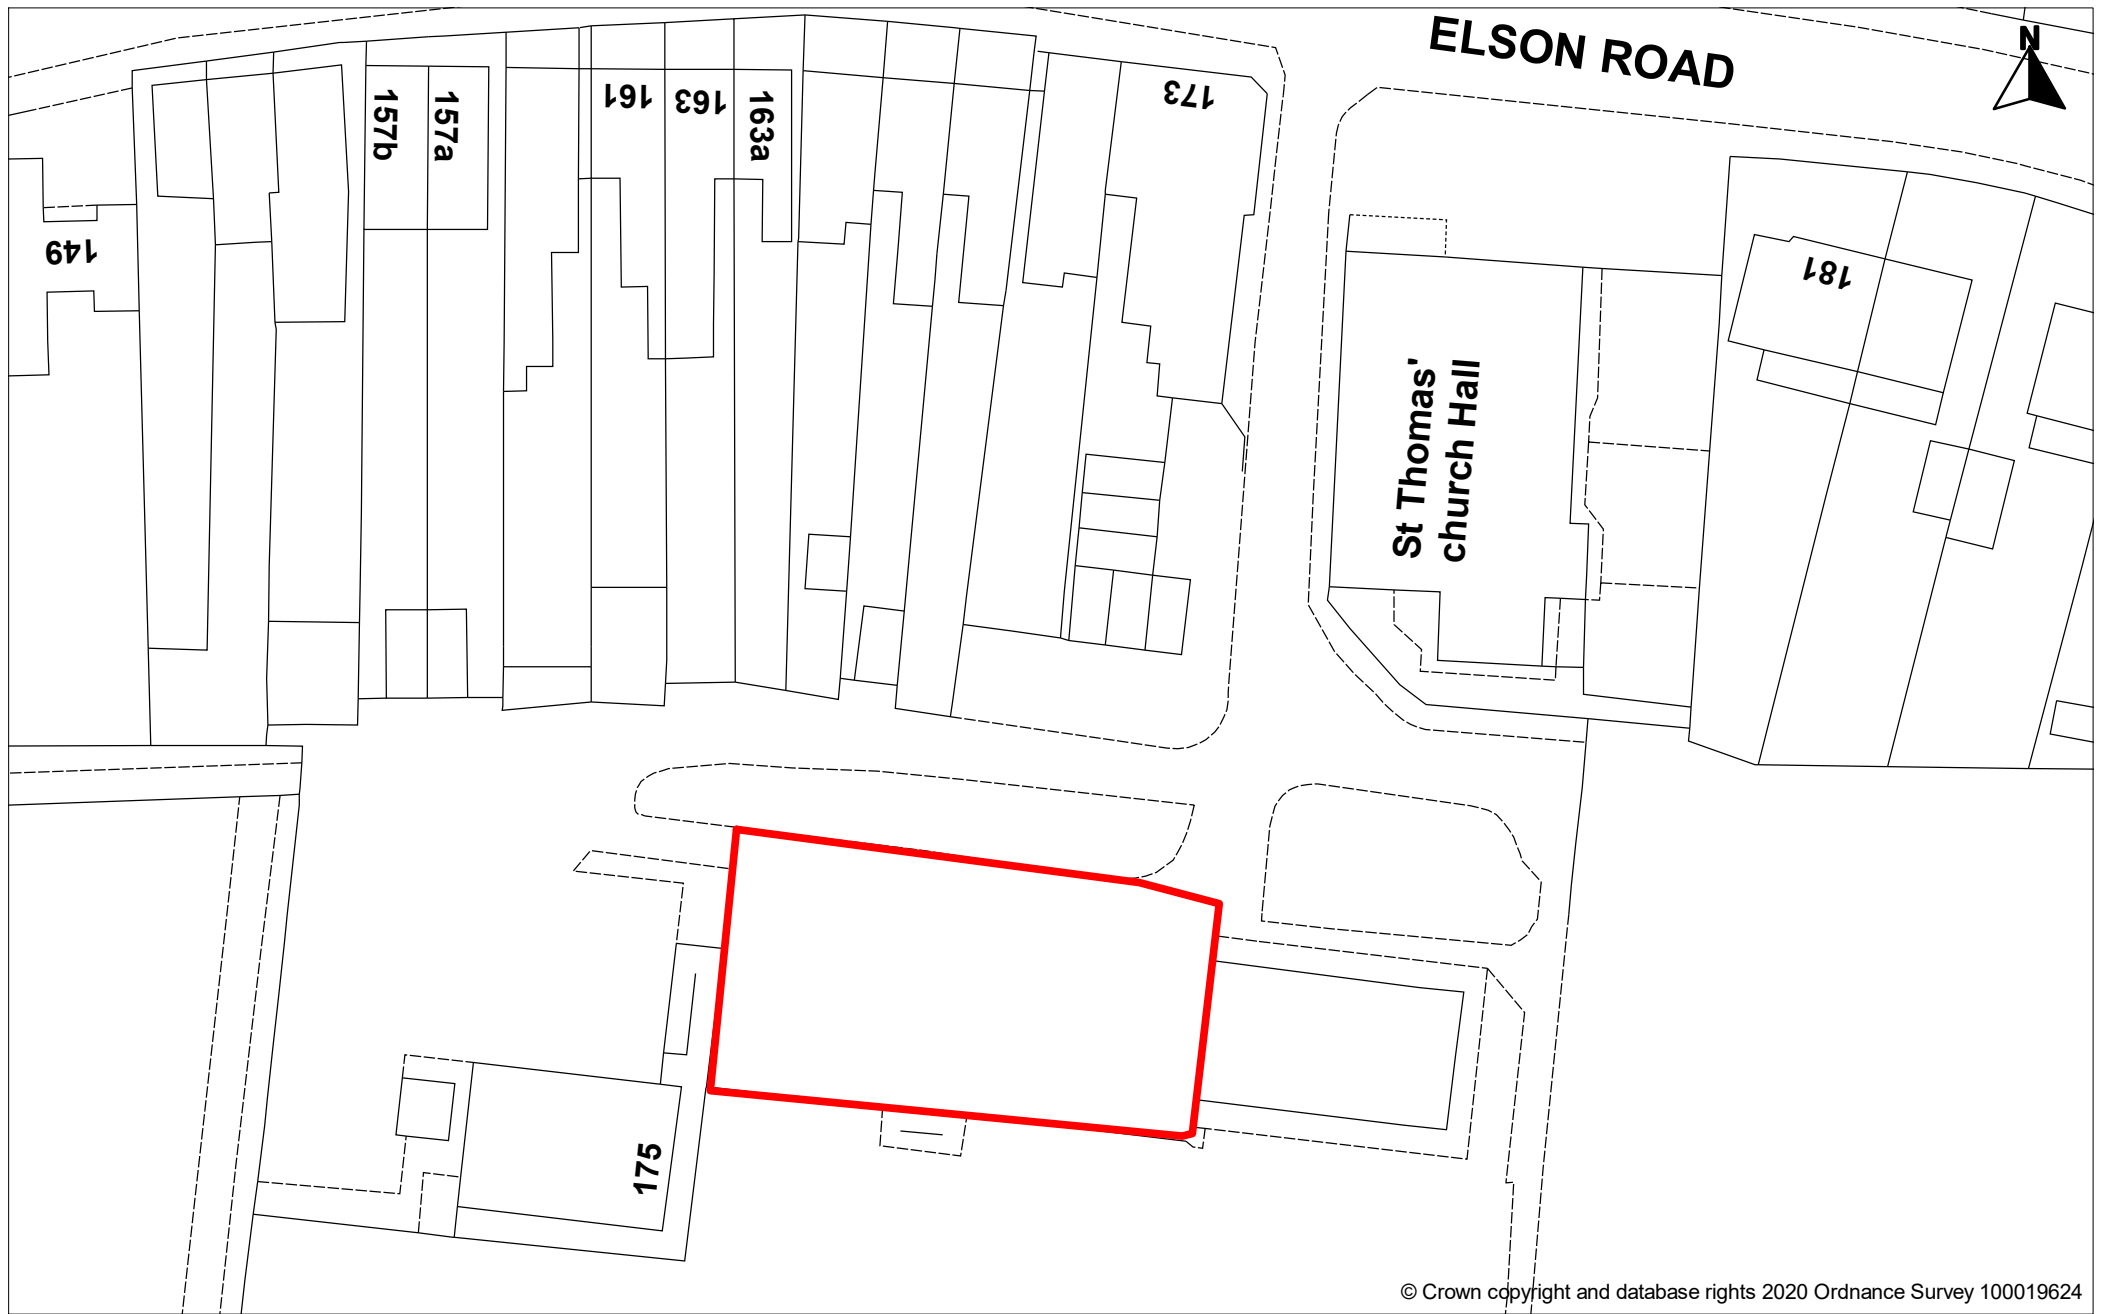 ELSON ROAD
N
157b
157a
161
163
163a
173
149
181
St Thomas'
church Hall
175
© Crown copyright and database rights 2020 Ordnance Survey 100019624